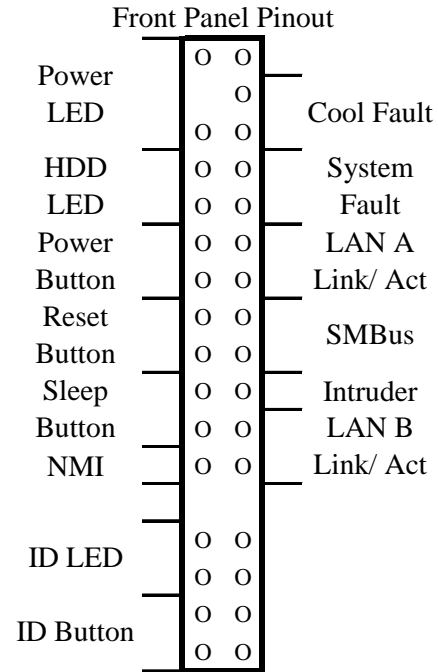 Front Panel Pinout
Power
LED
Cool Fault
HDD
System
LED
Fault
Power
LAN A
Button
Link/ Act
Reset
Button
SMBus
Sleep
Intruder
Button
LAN B
NMI
Link/ Act
ID LED
ID Button